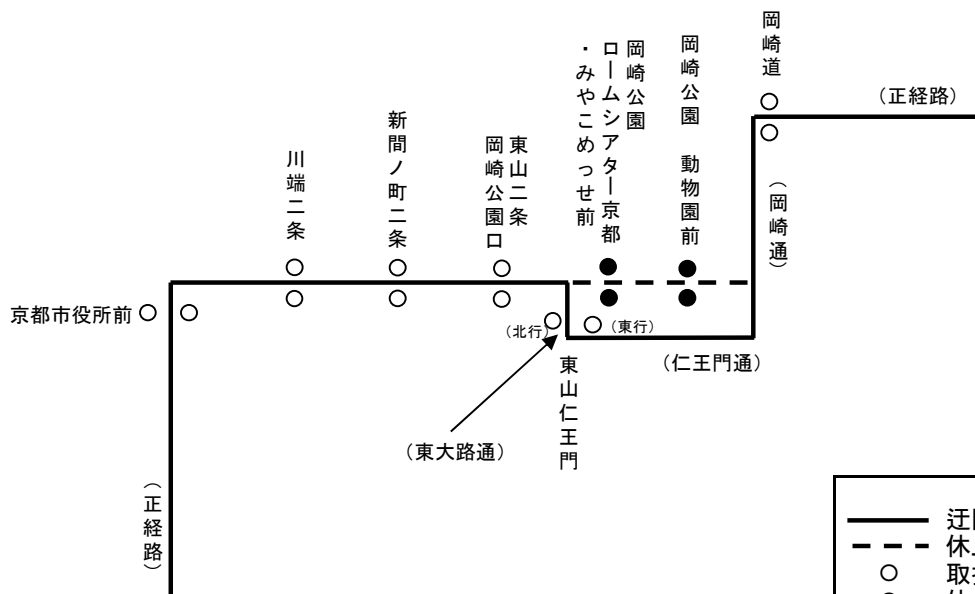 岡崎道
(正経路)
岡崎公園 動物園前
岡崎公園
ロームシアター京都
・みやこめっせ前
東山二条
岡崎公園口
新間ノ町二条
川端二条
(岡崎通)
京都市役所前
(北行)
(東行)
(仁王門通)
東山仁王門
(東大路通)
(正経路)
迂
休
取